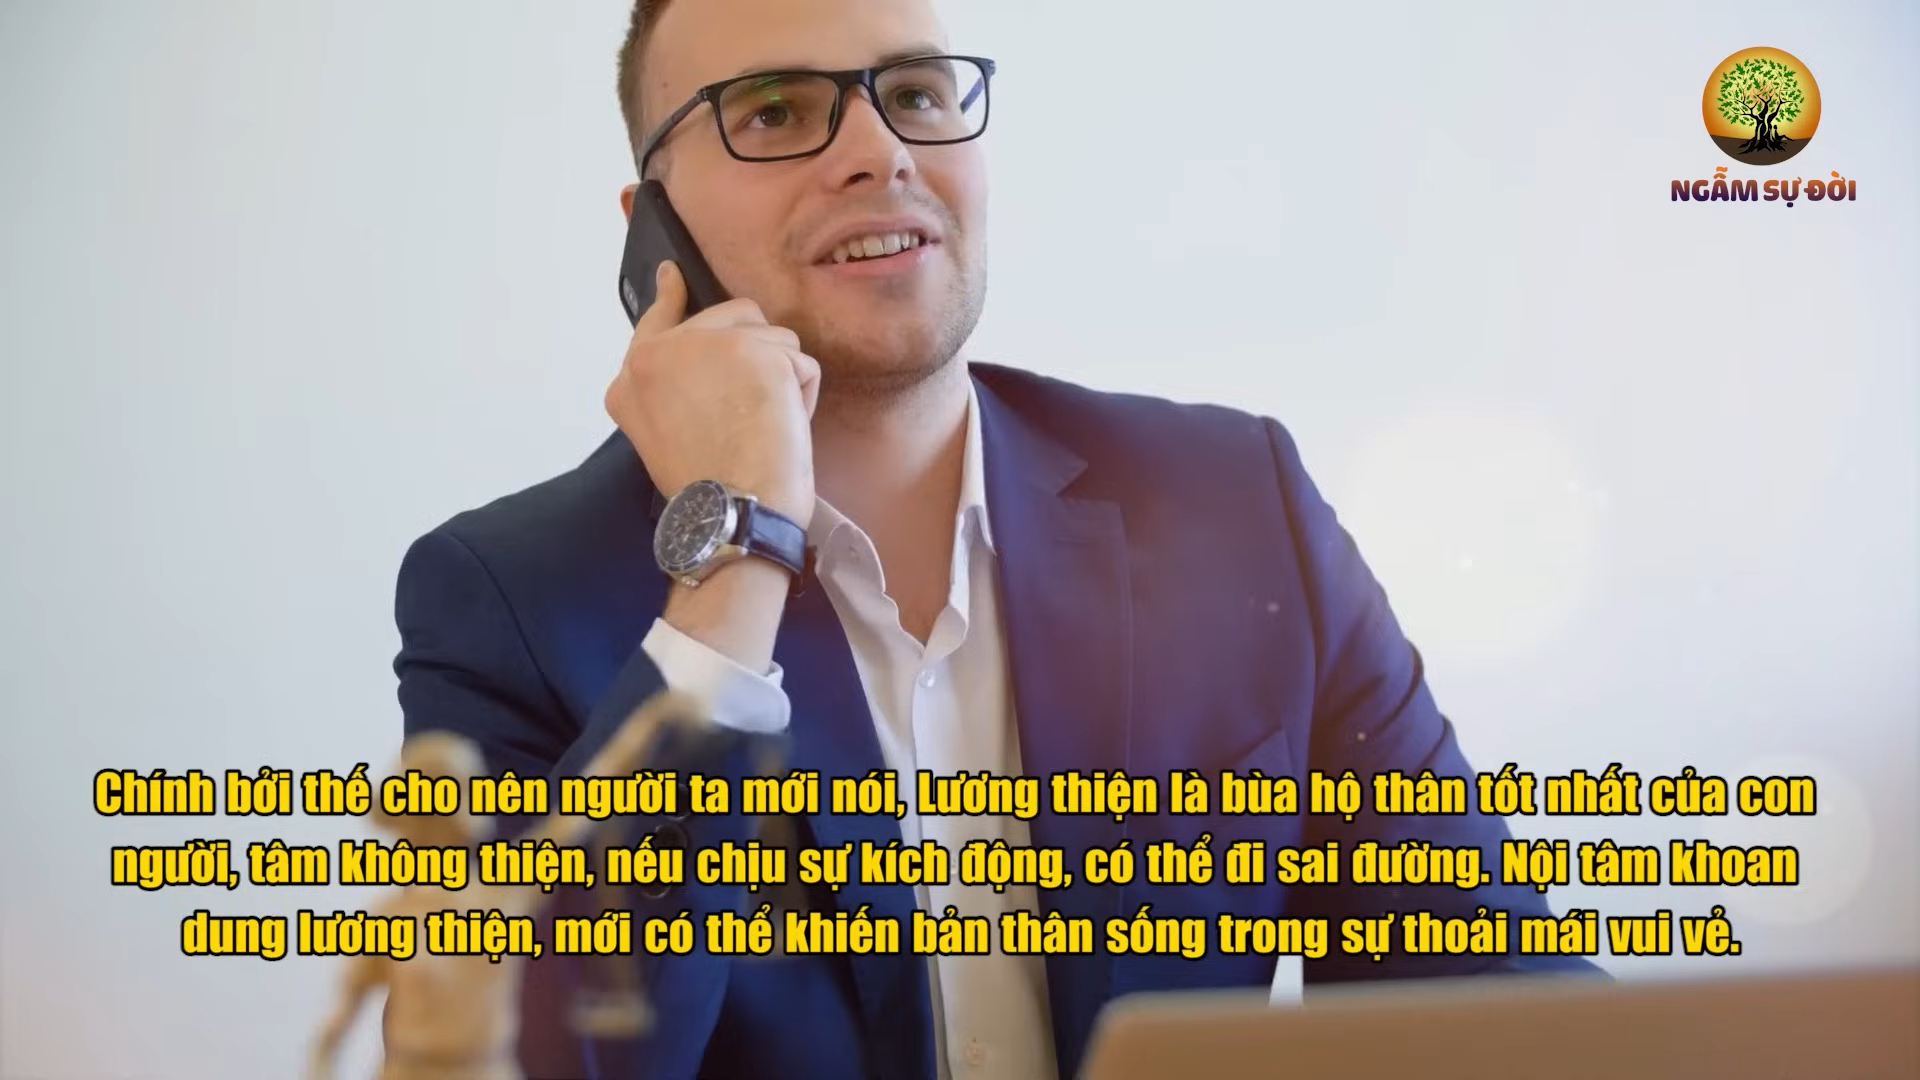 NGẪM SỰ ĐỜI
Chính bởi thế cho nên người ta mới nói, Lương thiện là bùa hộ thân tốt nhất của con
người, tâm không thiện, nếu chịu sự kích động, có thể đi sai đường. Nội tâm khoan
dung lương thiện, mới có thể khiến bản thân sống trong sự thoải mái vui vẻ.